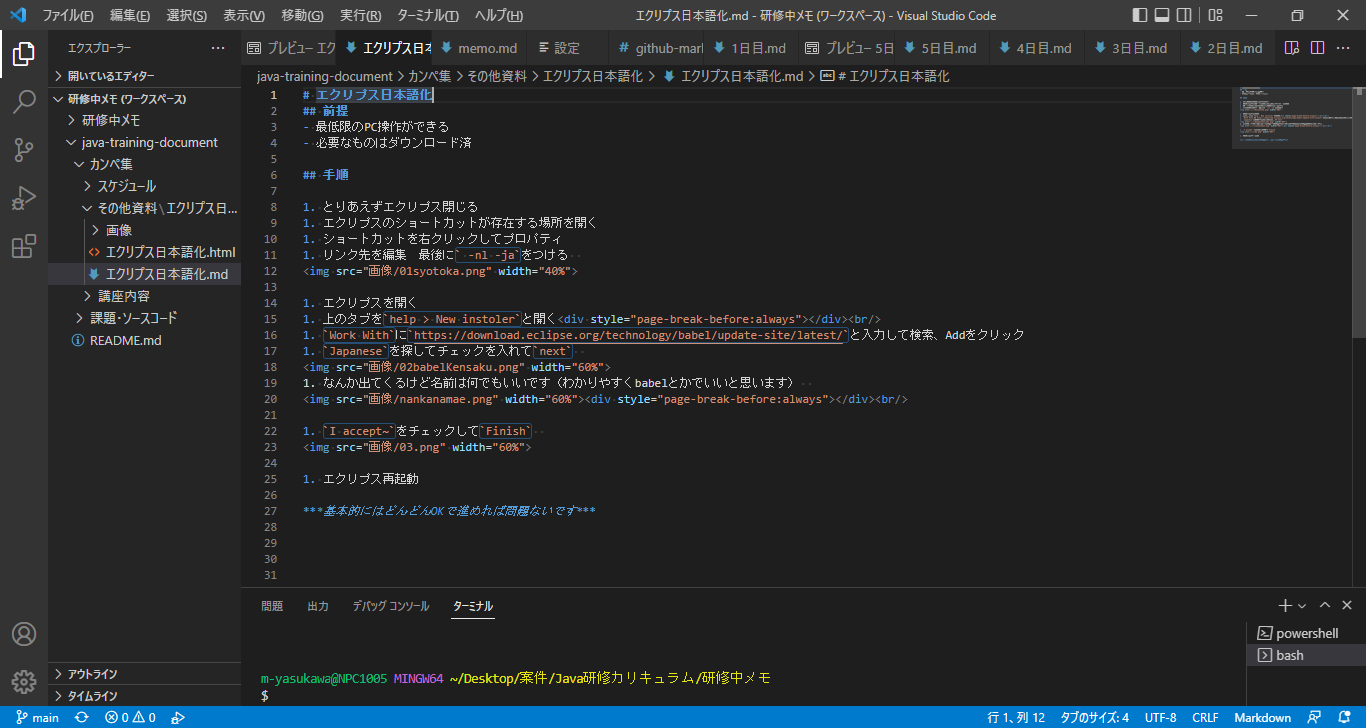 ファイル(F) 編集(E) 選択(S) 表示(V) 移動(G) 実行(R) ターミナル(T) ヘルプ(H) エクリプス日本語化.md - 研修中メモ (ワークスペース) - Visual Studio Code
エクスプローラー
プレビュー エク エクリプス日本 memo.md 設定 github-marl 1日目.md プレビュー 5日 5日目.md 4日目.md 3日目.md 2日目.md
java-training-document > カンペ集 > その他資料 > エクリプス日本語化 > エクリプス日本語化.md > # エクリプス日本語化
開いているエディター
研修中メモ (ワークスペース)
研修中メモ
java-training-document
カンペ集
スケジュール
その他資料\エクリプス日...
画像
エクリプス日本語化.html
エクリプス日本語化.md
講座内容
課題・ソースコード
README.md
アウトライン
タイムライン
1 # エクリプス日本語化
2 ## 前提
3 - 最低限のPC操作ができる
4 - 必要なものはダウンロード済
5
6 ## 手順
7
8 1. とりあえずエクリプス閉じる
9 1. エクリプスのショートカットが存在する場所を開く
10 1. ショートカットを右クリックしてプロパティ
11 1. リンク先を編集　最後に` -nl -ja`をつける
12 <img src="画像/01syotoka.png" width="40%">
13
14 1. エクリプスを開く
15 1. 上のタブを`help > New instoler`と開く<div style="page-break-before:always"></div><br/>
16 1. `Work With`に`https://download.eclipse.org/technology/babel/update-site/latest/`と入力して検索、Addをクリック
17 1. `Japanese`を探してチェックを入れて`next`
18 <img src="画像/02babelKensaku.png" width="60%">
19 1. なんか出てくるけど名前は何でもいいです（わかりやすくbabelとかでいいと思います）
20 <img src="画像/nankanamae.png" width="60%"><div style="page-break-before:always"></div><br/>
21
22 1. `I accept~`をチェックして`Finish`
23 <img src="画像/03.png" width="60%">
24
25 1. エクリプス再起動
26
27 ***基本的にはどんどんOKで進めれば問題ないです***
28
29
30
31
問題 出力 デバッグ コンソール ターミナル
powershell
bash
m-yasukawa@NPC1005 MINGW64 ~/Desktop/案件/Java研修カリキュラム/研修中メモ
$
main 0 0 行 1、列 12 タブのサイズ: 4 UTF-8 CRLF Markdown